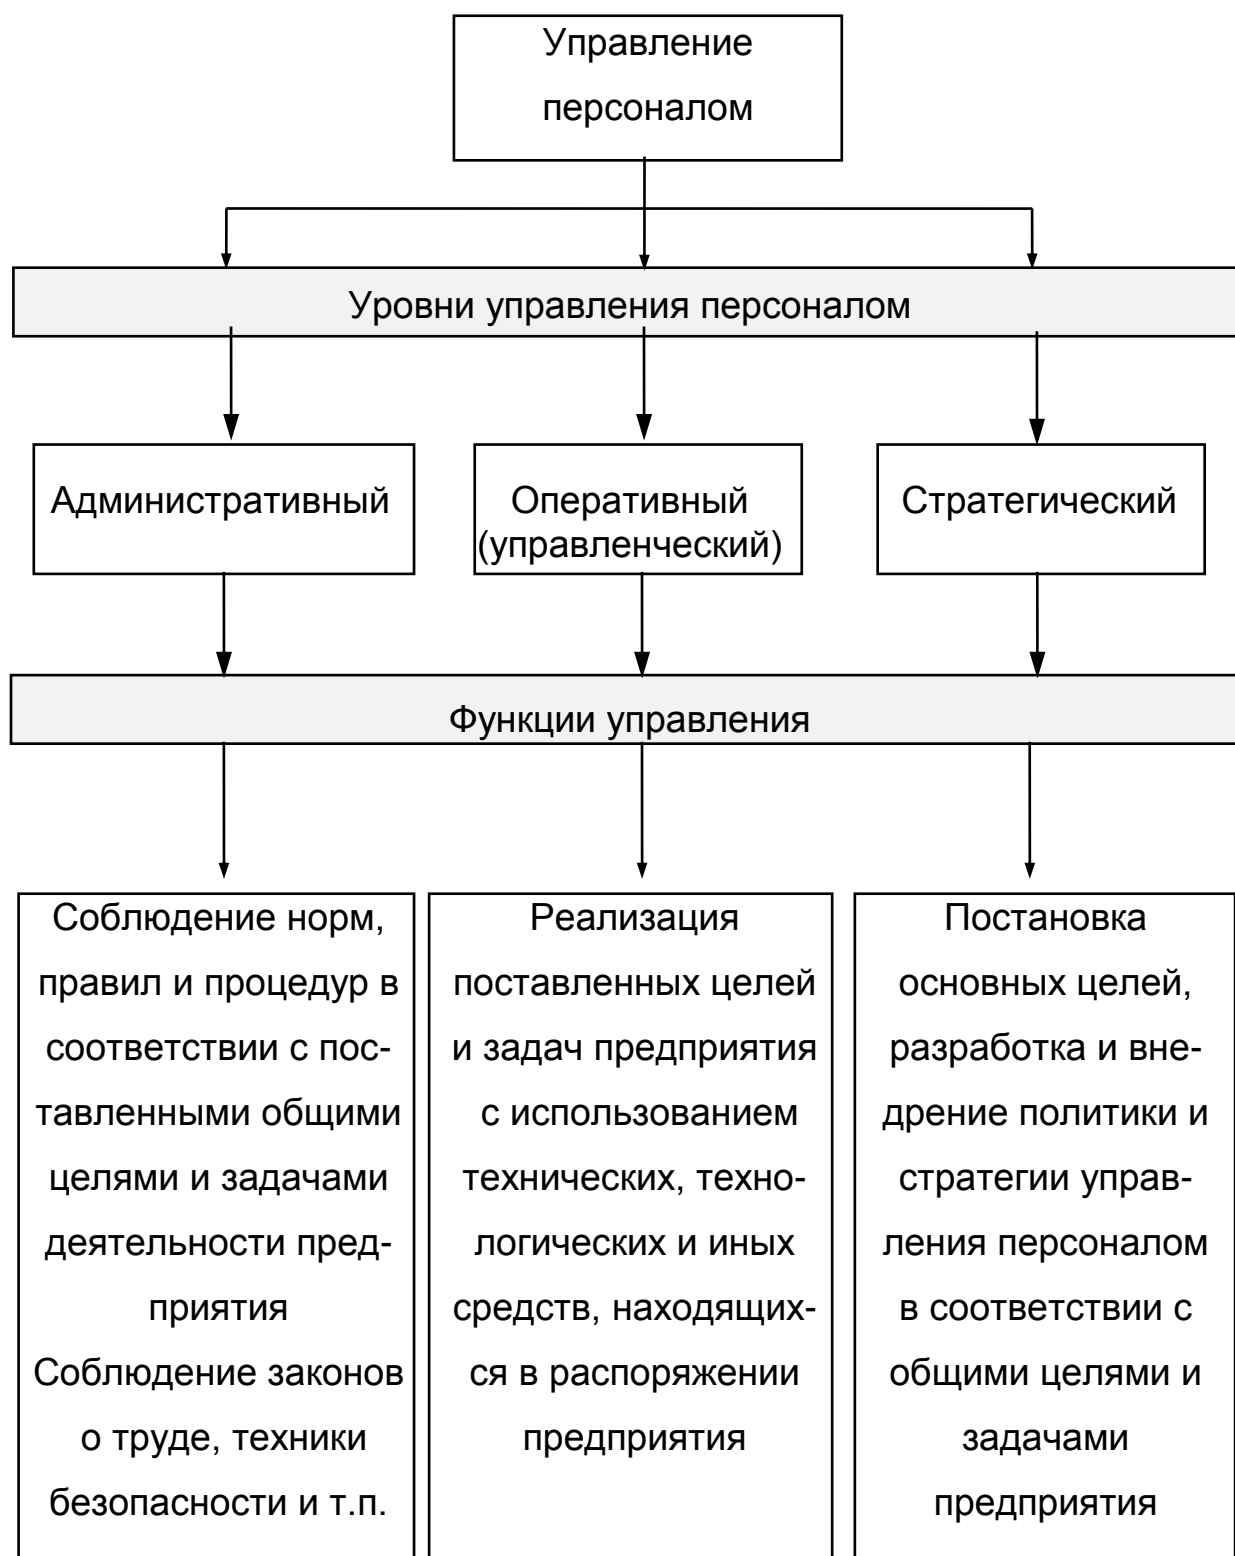 Управление
персоналом
Уровни управления персоналом
Административный
Оперативный
(управленческий)
Стратегический
Функции управления
Соблюдение норм,
правил и процедур в
соответствии с пос-
тавленными общими
целями и задачами
деятельности пред-
приятия
Соблюдение законов
о труде, техники
безопасности и т.п.
Реализация
поставленных целей
и задач предприятия
с использованием
технических, техно-
логических и иных
средств, находящих-
ся в распоряжении
предприятия
Постановка
основных целей,
разработка и вне-
дрение политики и
стратегии управ-
ления персоналом
в соответствии с
общими целями и
задачами
предприятия